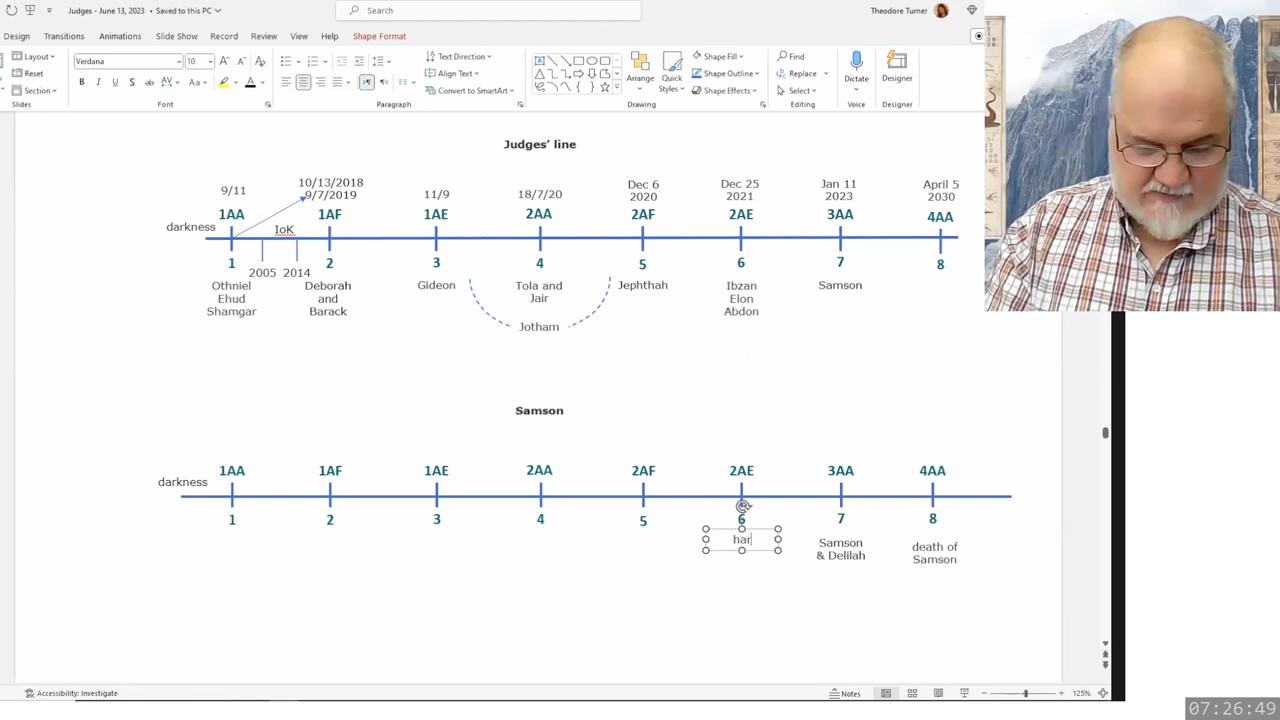 Judges - June 13, 2023 • Saved to this PC
Search
Theodore Turner
Design Transitions Animations Slide Show Record Review View Help Shape Format
Layout
Reset
Section
Slides
Verdana 10
B I U S ab AV Aa A
Font
Text Direction
Align Text
Convert to SmartArt
Paragraph
Arrange
Quick Styles
Shape Fill
Shape Outline
Shape Effects
Drawing
Find
Replace
Select
Editing
Dictate
Voice
Designer
Designer
Judges' line
9/11
10/13/2018
9/7/2019
11/9
18/7/20
Dec 6
2020
Dec 25
2021
Jan 11
2023
April 5
2030
1AA 1AF 1AE 2AA 2AF 2AE 3AA 4AA
darkness
IoK
1 2 3 4 5 6 7 8
2005 2014
Othniel
Ehud
Shamgar
Deborah
and
Barack
Gideon
Tola and
Jair
Jotham
Jephthah
Ibzan
Elon
Abdon
Samson
Samson
1AA 1AF 1AE 2AA 2AF 2AE 3AA 4AA
darkness
1 2 3 4 5 6 7 8
har
Samson
& Delilah
death of
Samson
Accessibility: Investigate
Notes
125%
07:26:49